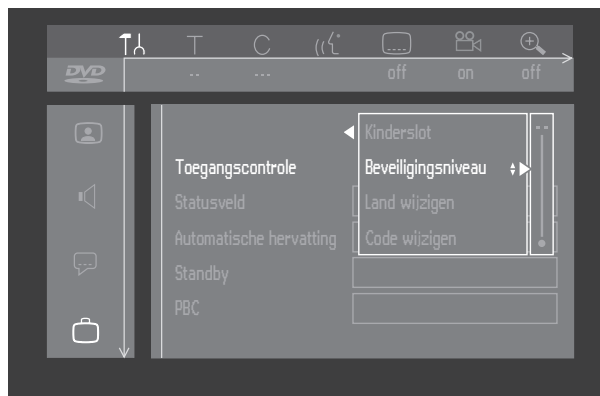 T C
DVD -- --- off on off
Kinderslot --
Toegangscontrole Beveiligingsniveau
Statusveld Land wijzigen
Automatische hervatting Code wijzigen
Standby
PBC